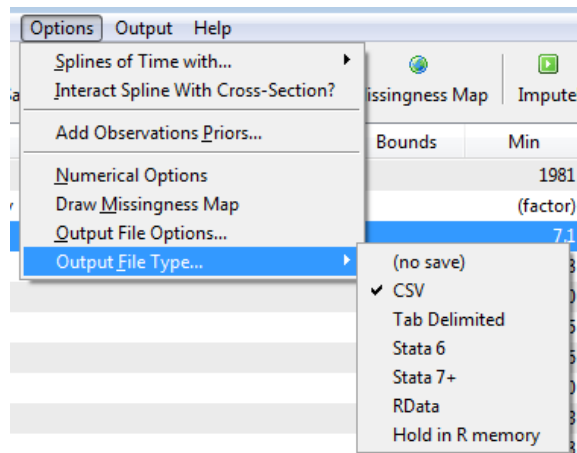 Options Output Help
Splines of Time with...
Interact Spline With Cross-Section?
Map Impute
Add Observations Priors...
Bounds Min
Numerical Options
1981
Draw Missingness Map
(factor)
Output File Options...
7.1
Output File Type...
(no save)
CSV
Tab Delimited
Stata 6
Stata 7+
RData
Hold in R memory